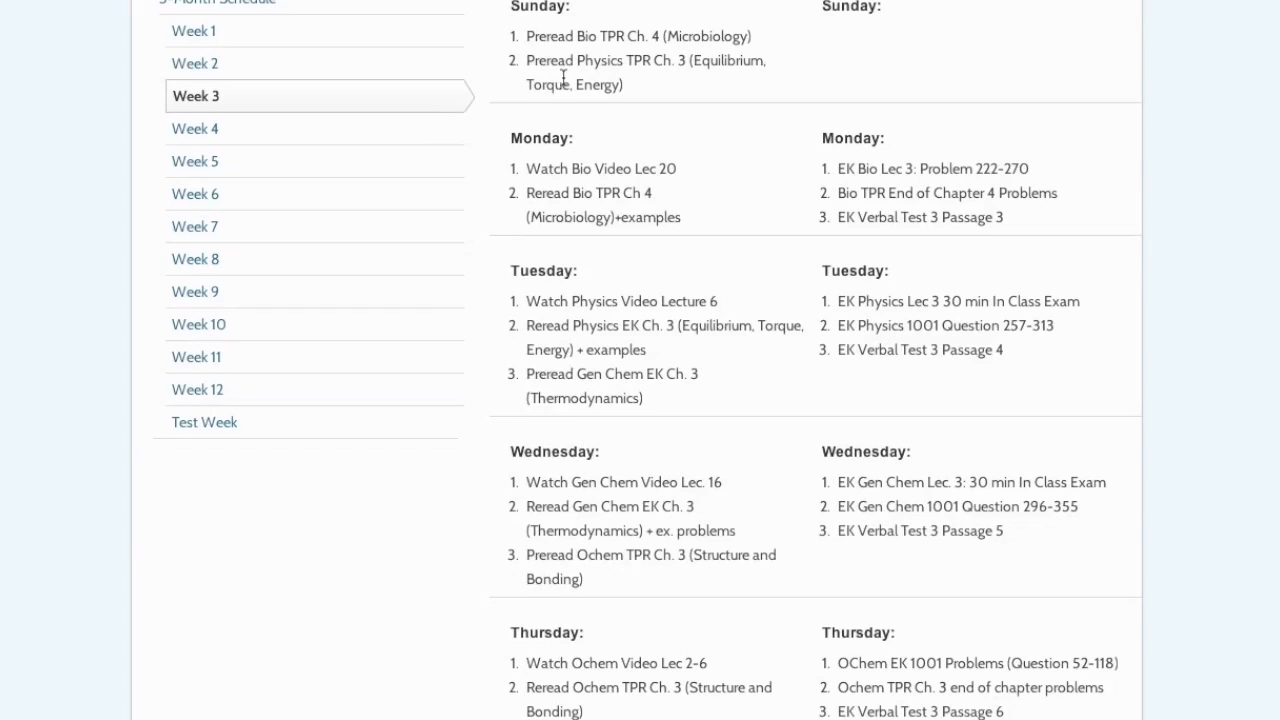 3-Month Schedule
Week 1
Week 2
Week 3
Week 4
Week 5
Week 6
Week 7
Week 8
Week 9
Week 10
Week 11
Week 12
Test Week
Sunday:
1. Preread Bio TPR Ch. 4 (Microbiology)
2. Preread Physics TPR Ch. 3 (Equilibrium,
Torque, Energy)
Sunday:
Monday:
1. Watch Bio Video Lec 20
2. Reread Bio TPR Ch 4
(Microbiology)+examples
Monday:
1. EK Bio Lec 3: Problem 222-270
2. Bio TPR End of Chapter 4 Problems
3. EK Verbal Test 3 Passage 3
Tuesday:
1. Watch Physics Video Lecture 6
2. Reread Physics EK Ch. 3 (Equilibrium, Torque,
Energy) + examples
3. Preread Gen Chem EK Ch. 3
(Thermodynamics)
Tuesday:
1. EK Physics Lec 3 30 min In Class Exam
2. EK Physics 1001 Question 257-313
3. EK Verbal Test 3 Passage 4
Wednesday:
1. Watch Gen Chem Video Lec. 16
2. Reread Gen Chem EK Ch. 3
(Thermodynamics) + ex. problems
3. Preread Ochem TPR Ch. 3 (Structure and
Bonding)
Wednesday:
1. EK Gen Chem Lec. 3: 30 min In Class Exam
2. EK Gen Chem 1001 Question 296-355
3. EK Verbal Test 3 Passage 5
Thursday:
1. Watch Ochem Video Lec 2-6
2. Reread Ochem TPR Ch. 3 (Structure and
Bonding)
Thursday:
1. OChem EK 1001 Problems (Question 52-118)
2. Ochem TPR Ch. 3 end of chapter problems
3. EK Verbal Test 3 Passage 6